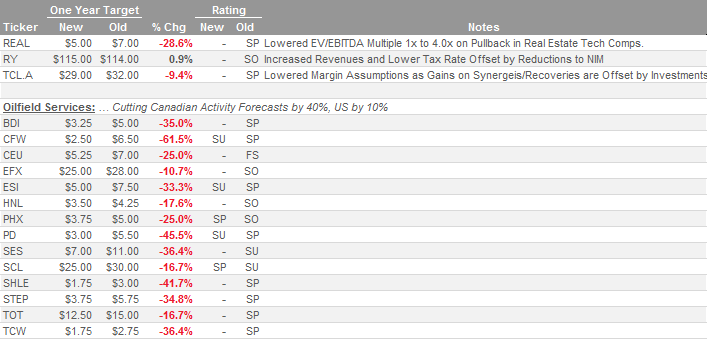 One Year Target Rating
Ticker New Old % Chg New Old Notes
REAL $5.00 $7.00 -28.6% - SP Lowered EV/EBITDA Multiple 1x to 4.0x on Pullback in Real Estate Tech Comps.
RY $115.00 $114.00 0.9% - SO Increased Revenues and Lower Tax Rate Offset by Reductions to NIM
TCL.A $29.00 $32.00 -9.4% - SP Lowered Margin Assumptions as Gains on Synergeis/Recoveries are Offset by Investments
Oilfield Services: ... Cutting Canadian Activity Forecasts by 40%, US by 10%
BDI $3.25 $5.00 -35.0% - SP
CFW $2.50 $6.50 -61.5% SU SP
CEU $5.25 $7.00 -25.0% - FS
EFX $25.00 $28.00 -10.7% - SO
ESI $5.00 $7.50 -33.3% SU SP
HNL $3.50 $4.25 -17.6% - SO
PHX $3.75 $5.00 -25.0% SP SO
PD $3.00 $5.50 -45.5% SU SP
SES $7.00 $11.00 -36.4% - SU
SCL $25.00 $30.00 -16.7% SP SU
SHLE $1.75 $3.00 -41.7% - SP
STEP $3.75 $5.75 -34.8% - SP
TOT $12.50 $15.00 -16.7% - SP
TCW $1.75 $2.75 -36.4% - SP